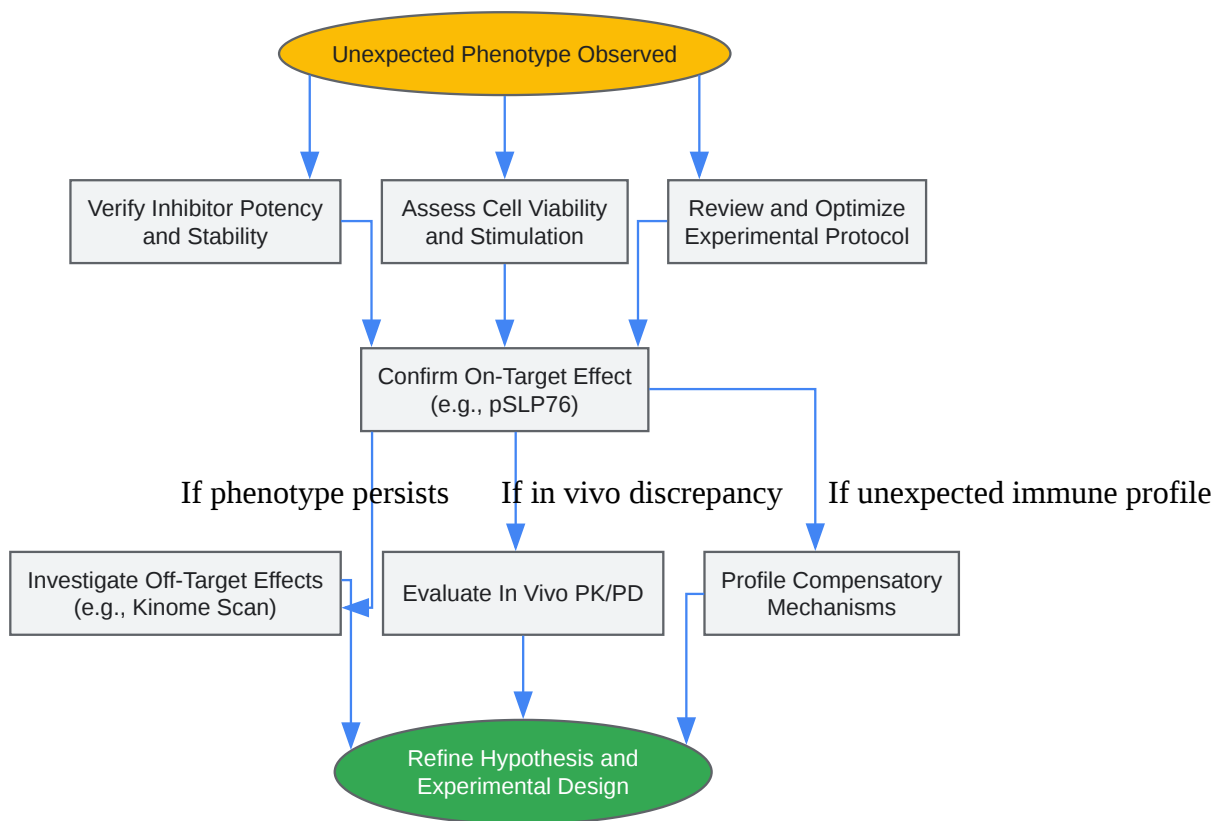 Unexpected Phenotype Observed
Verify Inhibitor Potency
and Stability
Assess Cell Viability
and Stimulation
Review and Optimize
Experimental Protocol
Confirm On-Target Effect
(e.g., pSLP76)
If phenotype persists
If in vivo discrepancy
If unexpected immune profile
Investigate Off-Target Effects
(e.g., Kinome Scan)
Evaluate In Vivo PK/PD
Profile Compensatory
Mechanisms
Refine Hypothesis and
Experimental Design